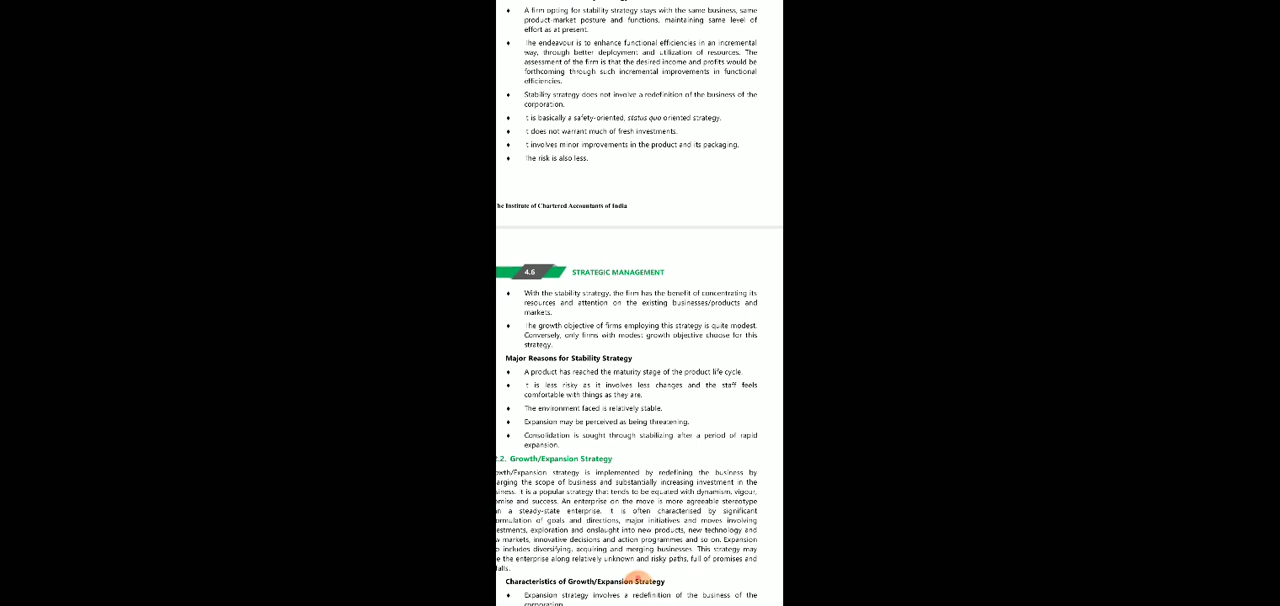 ♦ A firm opting for stability strategy stays with the same business, same
product-market posture and functions, maintaining same level of
effort as at present.
♦ The endeavour is to enhance functional efficiencies in an incremental
way, through better deployment and utilization of resources. The
assessment of the firm is that the desired income and profits would be
forthcoming through such incremental improvements in functional
efficiencies.
♦ Stability strategy does not involve a redefinition of the business of the
corporation.
♦ It is basically a safety-oriented, status quo oriented strategy.
♦ It does not warrant much of fresh investments.
♦ It involves minor improvements in the product and its packaging.
♦ The risk is also less.
he Institute of Chartered Accountants of India
4.6 STRATEGIC MANAGEMENT
♦ With the stability strategy, the firm has the benefit of concentrating its
resources and attention on the existing businesses/products and
markets.
♦ The growth objective of firms employing this strategy is quite modest.
Conversely, only firms with modest growth objective choose for this
strategy.
Major Reasons for Stability Strategy
♦ A product has reached the maturity stage of the product life cycle.
♦ It is less risky as it involves less changes and the staff feels
comfortable with things as they are.
♦ The environment faced is relatively stable.
♦ Expansion may be perceived as being threatening.
♦ Consolidation is sought through stabilizing after a period of rapid
expansion.
2.2. Growth/Expansion Strategy
owth/Expansion strategy is implemented by redefining the business by
arging the scope of business and substantially increasing investment in the
siness. It is a popular strategy that tends to be equated with dynamism, vigour,
omise and success. An enterprise on the move is more agreeable stereotype
n a steady-state enterprise. It is often characterised by significant
ormulation of goals and directions, major initiatives and moves involving
estments, exploration and onslaught into new products, new technology and
w markets, innovative decisions and action programmes and so on. Expansion
o includes diversifying, acquiring and merging businesses. This strategy may
e the enterprise along relatively unknown and risky paths, full of promises and
falls.
Characteristics of Growth/Expansion Strategy
♦ Expansion strategy involves a redefinition of the business of the
corporation.